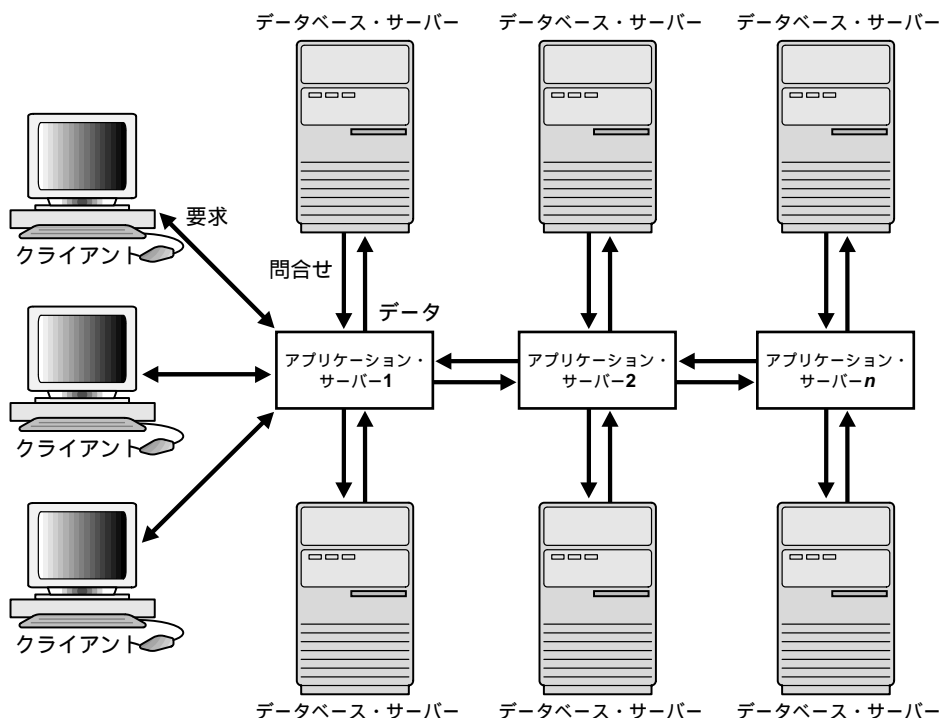 データベース・サーバー
データベース・サーバー
データベース・サーバー
要求
クライアント
問合せ
データ
アプリケーション・
サーバー1
アプリケーション・
サーバー2
アプリケーション・
サーバーn
クライアント
クライアント
データベース・サーバー
データベース・サーバー
データベース・サーバー